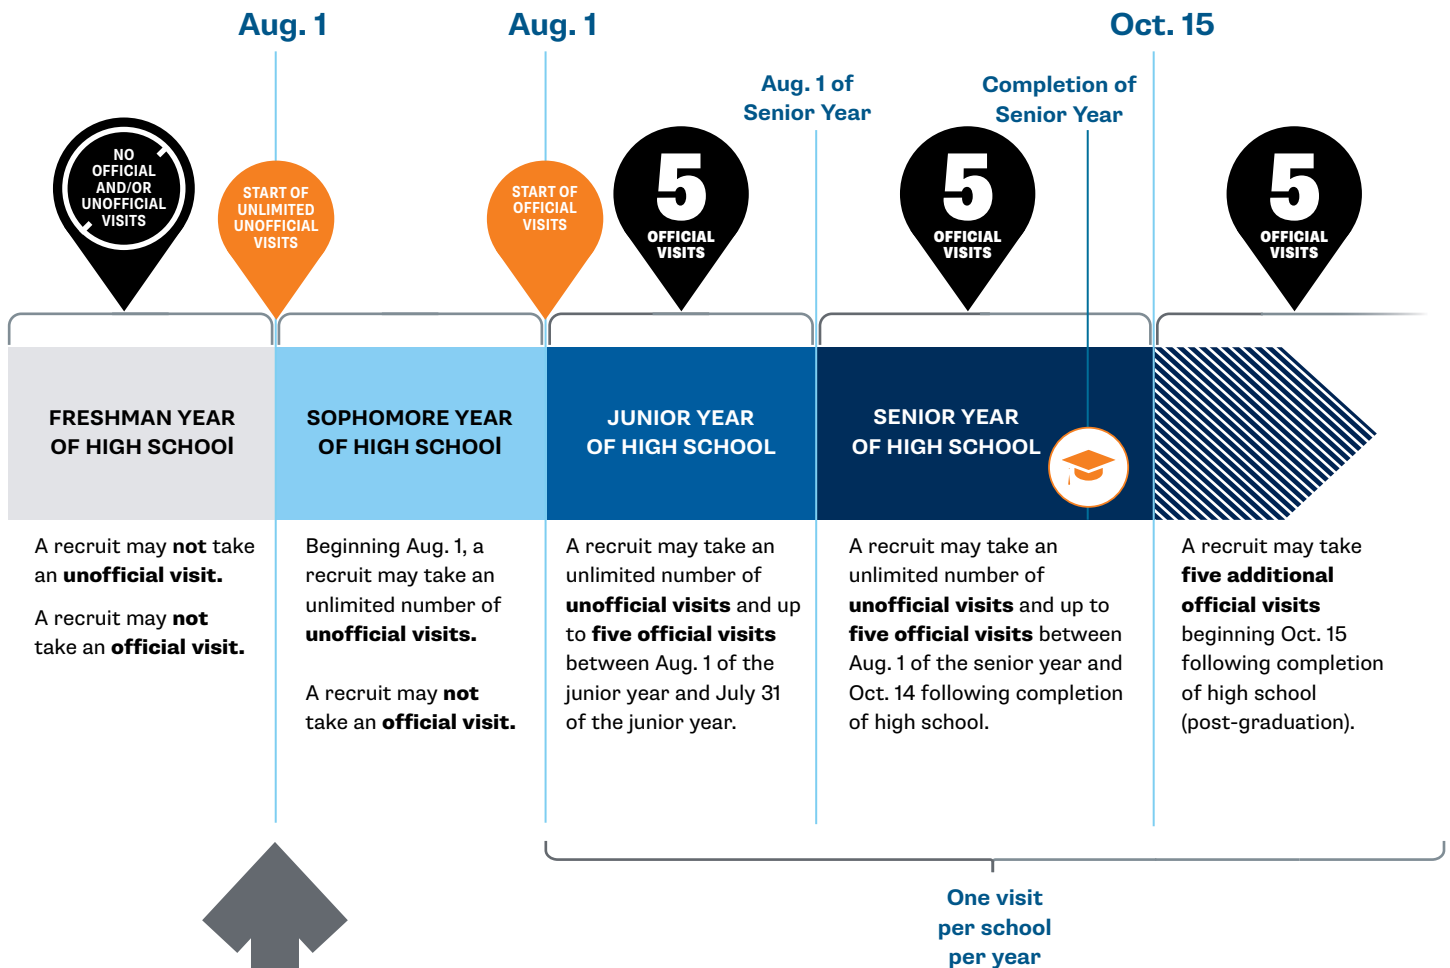 Aug. 1
Aug. 1
Oct. 15
Aug. 1 of
Senior Year
Completion of
Senior Year
NO
OFFICIAL
AND/OR
UNOFFICIAL
VISITS
START OF
UNLIMITED
UNOFFICIAL
VISITS
START OF
OFFICIAL
VISITS
5
OFFICIAL
VISITS
5
OFFICIAL
VISITS
5
OFFICIAL
VISITS
FRESHMAN YEAR
OF HIGH SCHOOl
SOPHOMORE YEAR
OF HIGH SCHOOl
JUNIOR YEAR
OF HIGH SCHOOL
SENIOR YEAR
OF HIGH SCHOOL
A recruit may not take
an unofficial visit.
A recruit may not
take an official visit.
Beginning Aug. 1, a
recruit may take an
unlimited number of
unofficial visits.
A recruit may not
take an official visit.
A recruit may take an
unlimited number of
unofficial visits and up
to five official visits
between Aug. 1 of the
junior year and July 31
of the junior year.
A recruit may take an
unlimited number of
unofficial visits and up to
five official visits between
Aug. 1 of the senior year and
Oct. 14 following completion
of high school.
A recruit may take
five additional
official visits
beginning Oct. 15
following completion
of high school
(post-graduation).
One visit
per school
per year